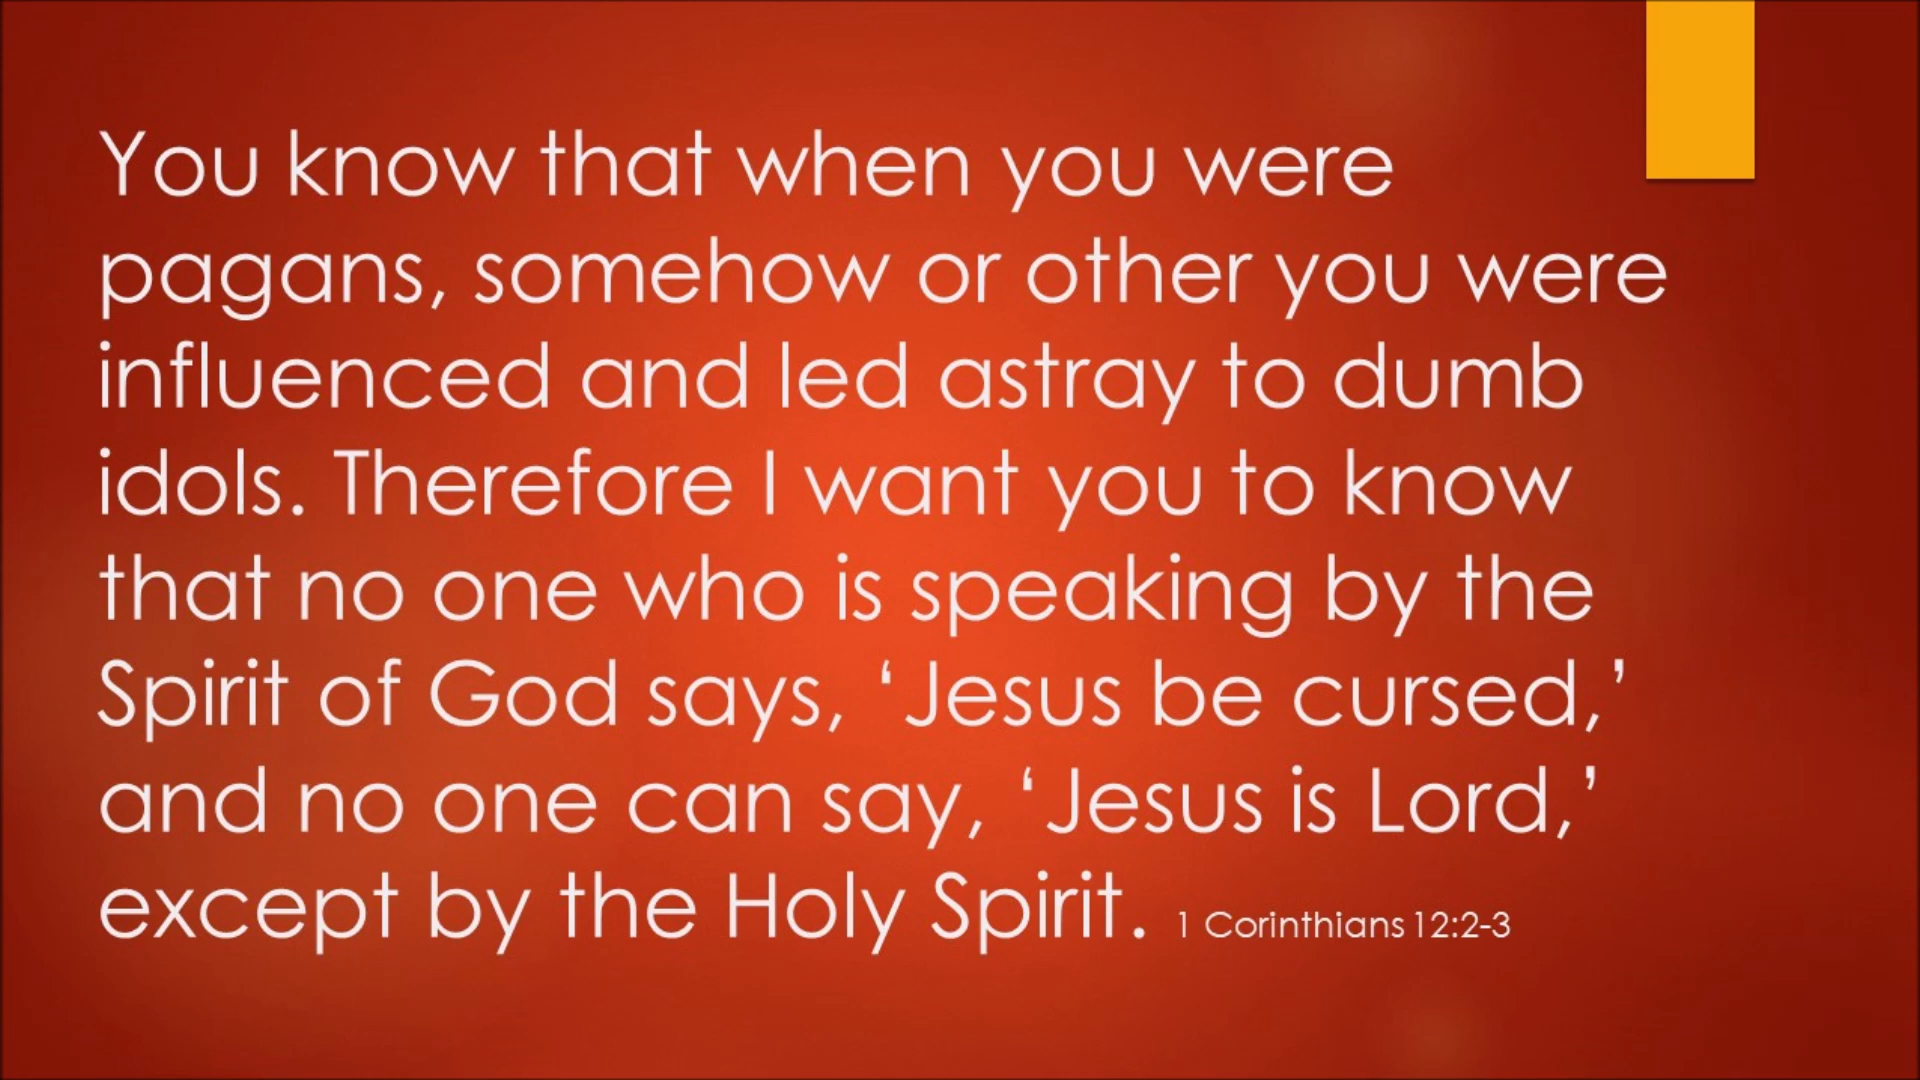 You know that when you were
pagans, somehow or other you were
influenced and led astray to dumb
idols. Therefore I want you to know
that no one who is speaking by the
Spirit of God says, ‘Jesus be cursed,’
and no one can say, ‘Jesus is Lord,’
except by the Holy Spirit. 1 Corinthians 12:2-3